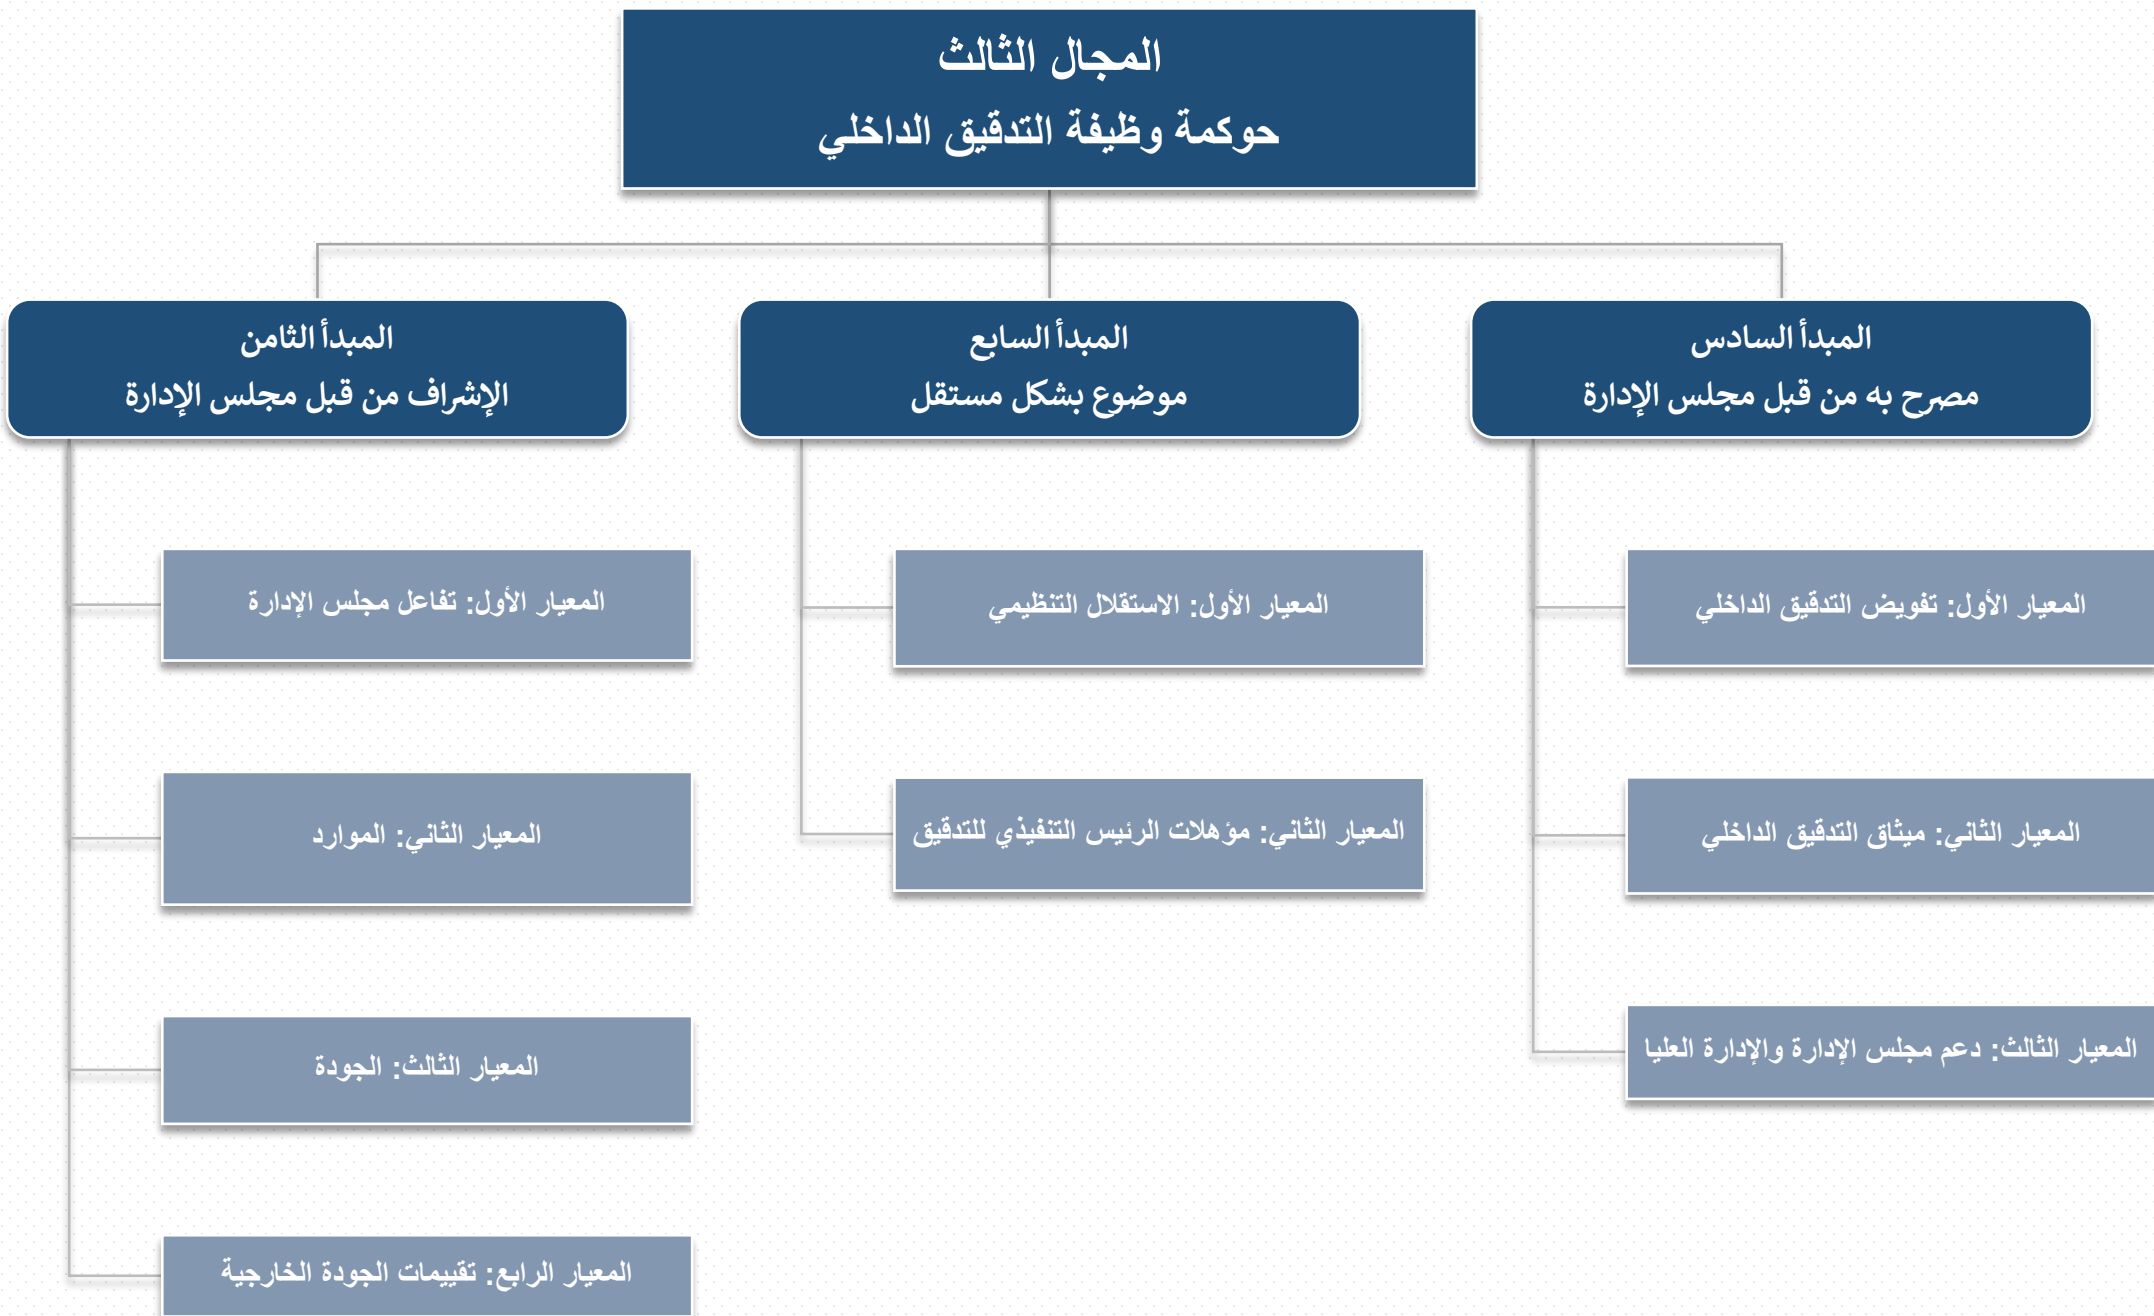 المجال الثالث
حوكمة وظيفة التدقيق الداخلي
المبدأ السادس
مصرح به من قبل مجلس الإدارة
المعيار الأول: تفويض التدقيق الداخلي
المعيار الثاني: ميثاق التدقيق الداخلي
المعيار الثالث: دعم مجلس الإدارة والإدارة العليا
المبدأ السابع
موضوع بشكل مستقل
المعيار الأول: الاستقلال التنظيمي
المعيار الثاني: مؤهلات الرئيس التنفيذي للتدقيق
المبدأ الثامن
الإشراف من قبل مجلس الإدارة
المعيار الأول: تفاعل مجلس الإدارة
المعيار الثاني: الموارد
المعيار الثالث: الجودة
المعيار الرابع: تقييمات الجودة الخارجية